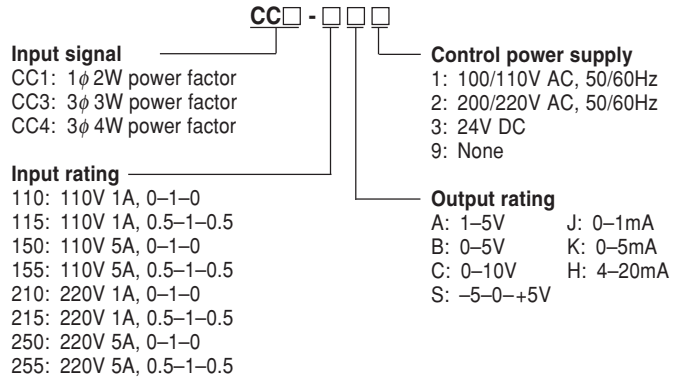 CC□ - □ □ □
Input signal
CC1: 1ϕ 2W power factor
CC3: 3ϕ 3W power factor
CC4: 3ϕ 4W power factor
Input rating
110: 110V 1A, 0–1–0
115: 110V 1A, 0.5–1–0.5
150: 110V 5A, 0–1–0
155: 110V 5A, 0.5–1–0.5
210: 220V 1A, 0–1–0
215: 220V 1A, 0.5–1–0.5
250: 220V 5A, 0–1–0
255: 220V 5A, 0.5–1–0.5
Control power supply
1: 100/110V AC, 50/60Hz
2: 200/220V AC, 50/60Hz
3: 24V DC
9: None
Output rating
A: 1–5V J: 0–1mA
B: 0–5V K: 0–5mA
C: 0–10V H: 4–20mA
S: –5–0–+5V